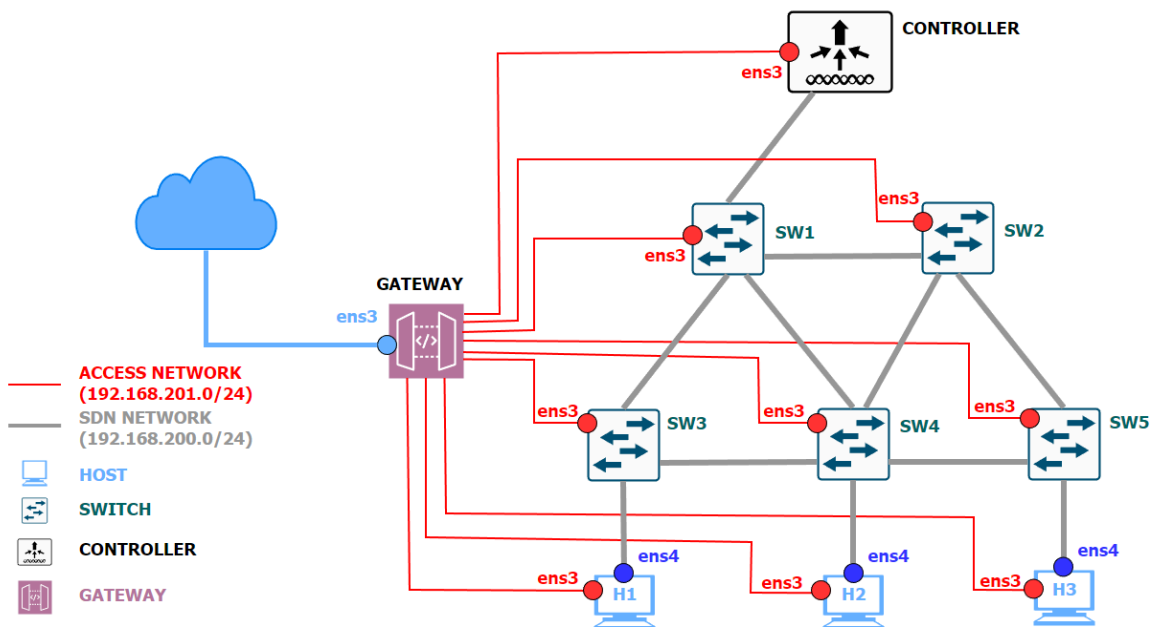 CONTROLLER
ens3
ens3
SW1
SW2
ens3
GATEWAY
ens3
</>
ACCESS NETWORK
(192.168.201.0/24)
SDN NETWORK
(192.168.200.0/24)
HOST
SWITCH
CONTROLLER
GATEWAY
ens3
SW3
ens3
SW4
ens3
SW5
ens4
ens4
ens4
ens3
H1
ens3
H2
ens3
H3